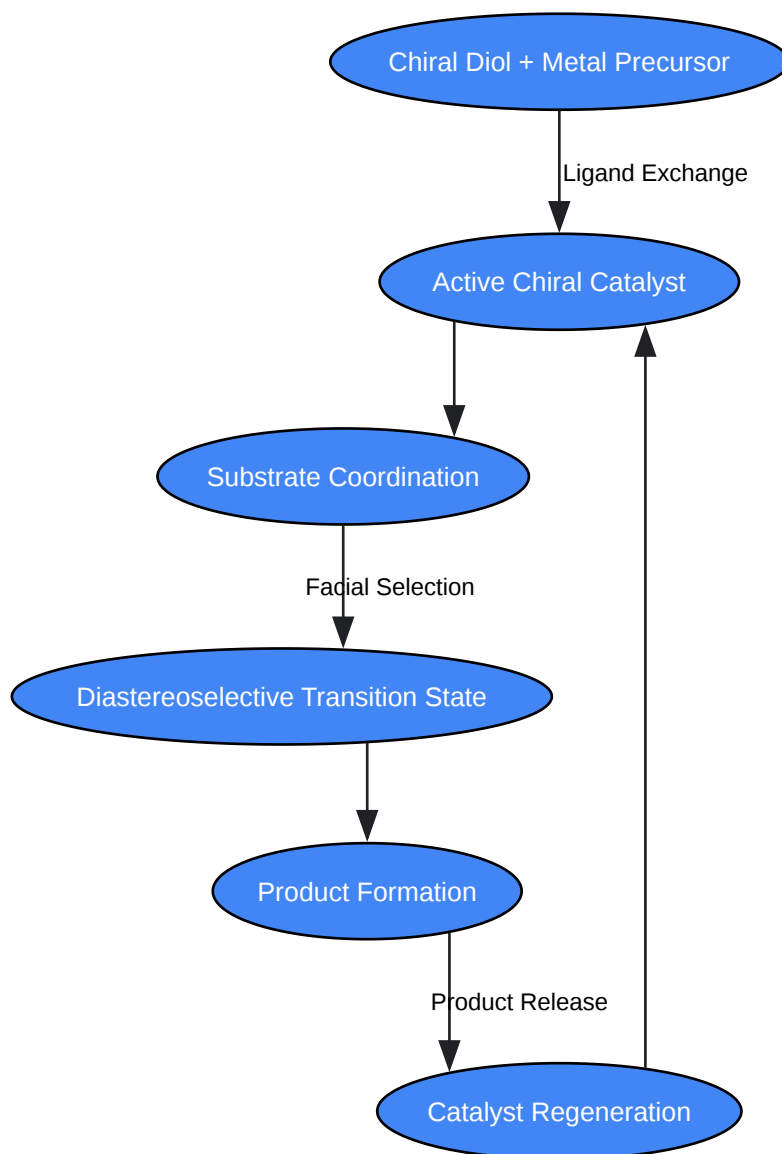 Chiral Diol + Metal Precursor
Ligand Exchange
Active Chiral Catalyst
Substrate Coordination
Facial Selection
Diastereoselective Transition State
Product Formation
Product Release
Catalyst Regeneration